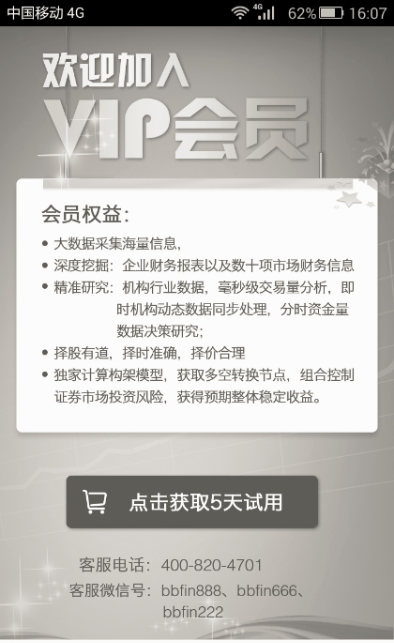 中国移动 4G 4G 62% 16:07
欢迎加入
VIP会员
会员权益：
• 大数据采集海量信息，
• 深度挖掘：企业财务报表以及数十项市场财务信息
• 精准研究：机构行业数据，毫秒级交易量分析，即
时机构动态数据同步处理，分时资金量
数据决策研究；
• 择股有道，择时准确，择价合理
• 独家计算构架模型，获取多空转换节点，组合控制
证券市场投资风险，获得预期整体稳定收益。
点击获取5天试用
客服电话：400-820-4701
客服微信号：bbfin888、bbfin666、
bbfin222